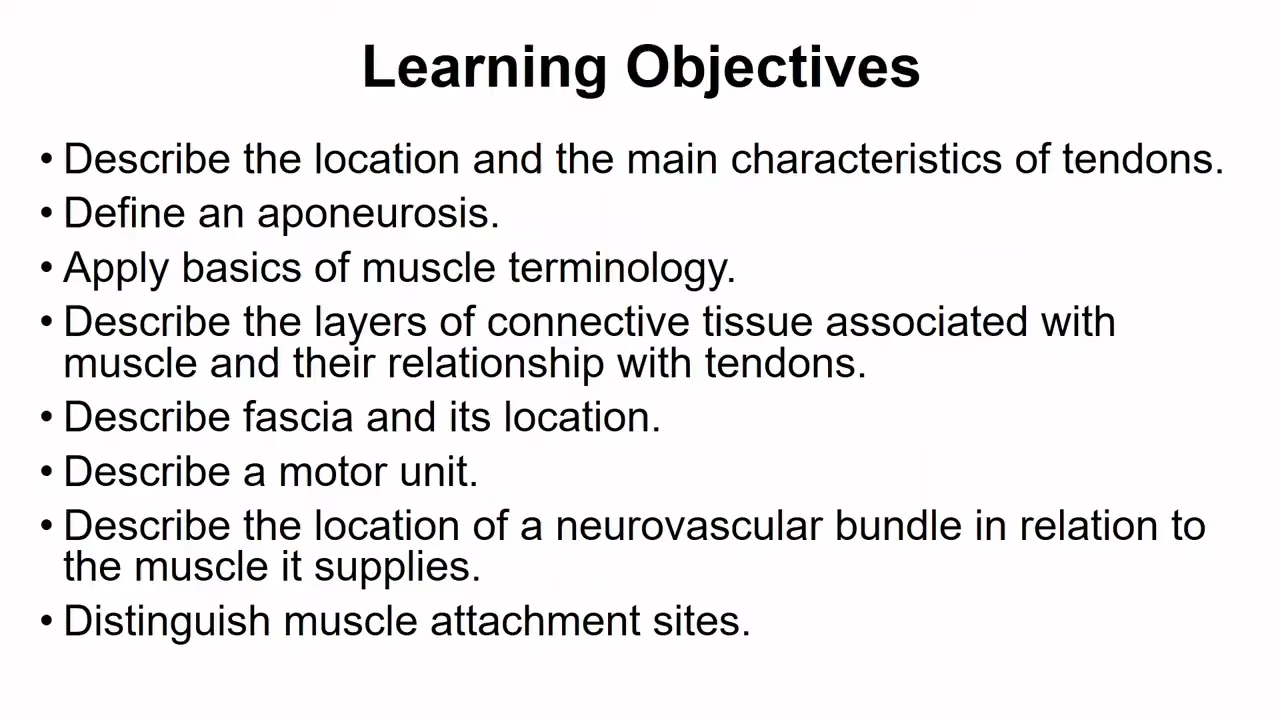 Learning Objectives
• Describe the location and the main characteristics of tendons.
• Define an aponeurosis.
• Apply basics of muscle terminology.
• Describe the layers of connective tissue associated with
muscle and their relationship with tendons.
• Describe fascia and its location.
• Describe a motor unit.
• Describe the location of a neurovascular bundle in relation to
the muscle it supplies.
• Distinguish muscle attachment sites.